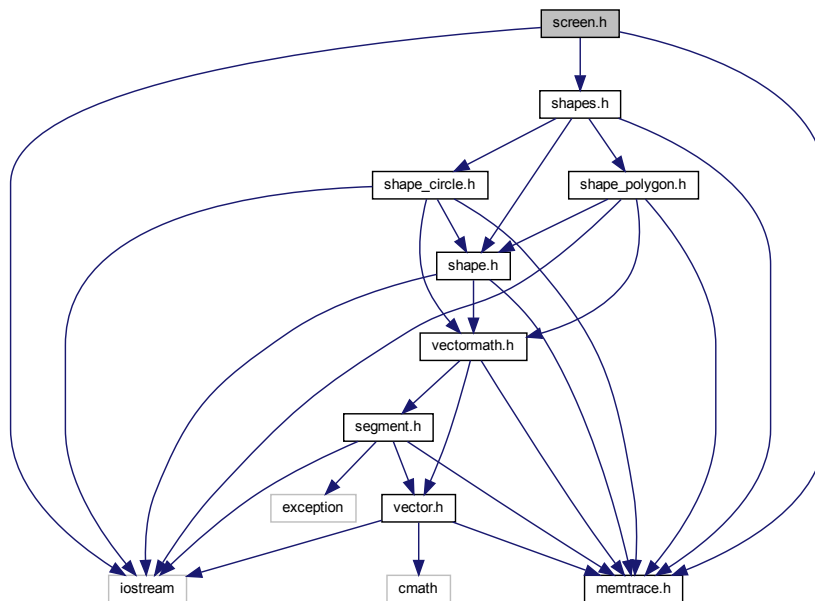 screen.h
shapes.h
shape_circle.h
shape_polygon.h
shape.h
vectormath.h
segment.h
exception
vector.h
iostream
cmath
memtrace.h